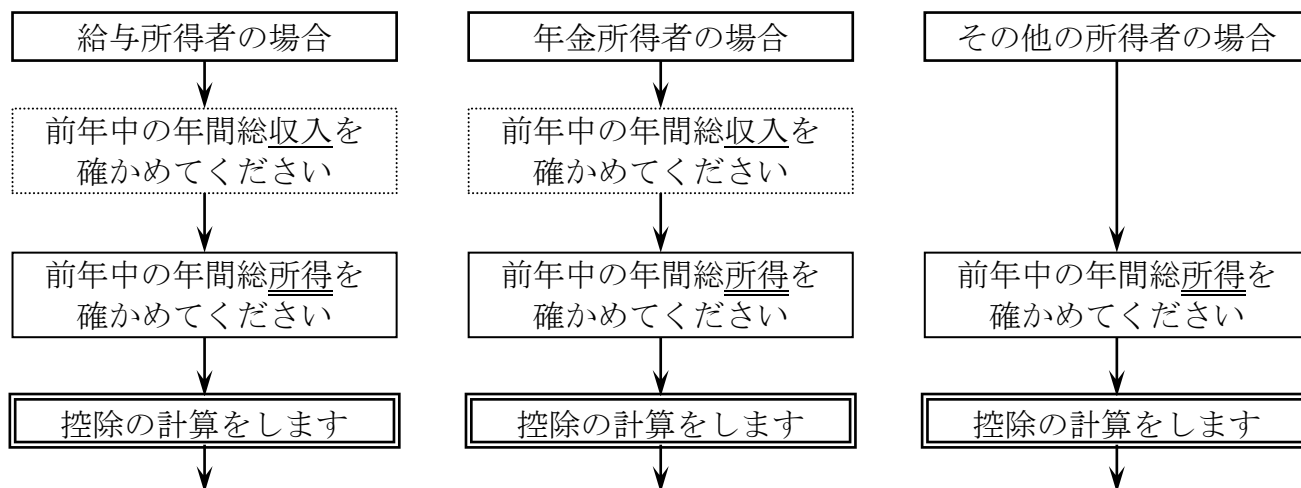 給与所得者の場合
年金所得者の場合
その他の所得者の場合
前年中の年間総収入を
確かめてください
前年中の年間総収入を
確かめてください
前年中の年間総所得を
確かめてください
前年中の年間総所得を
確かめてください
前年中の年間総所得を
確かめてください
控除の計算をします
控除の計算をします
控除の計算をします